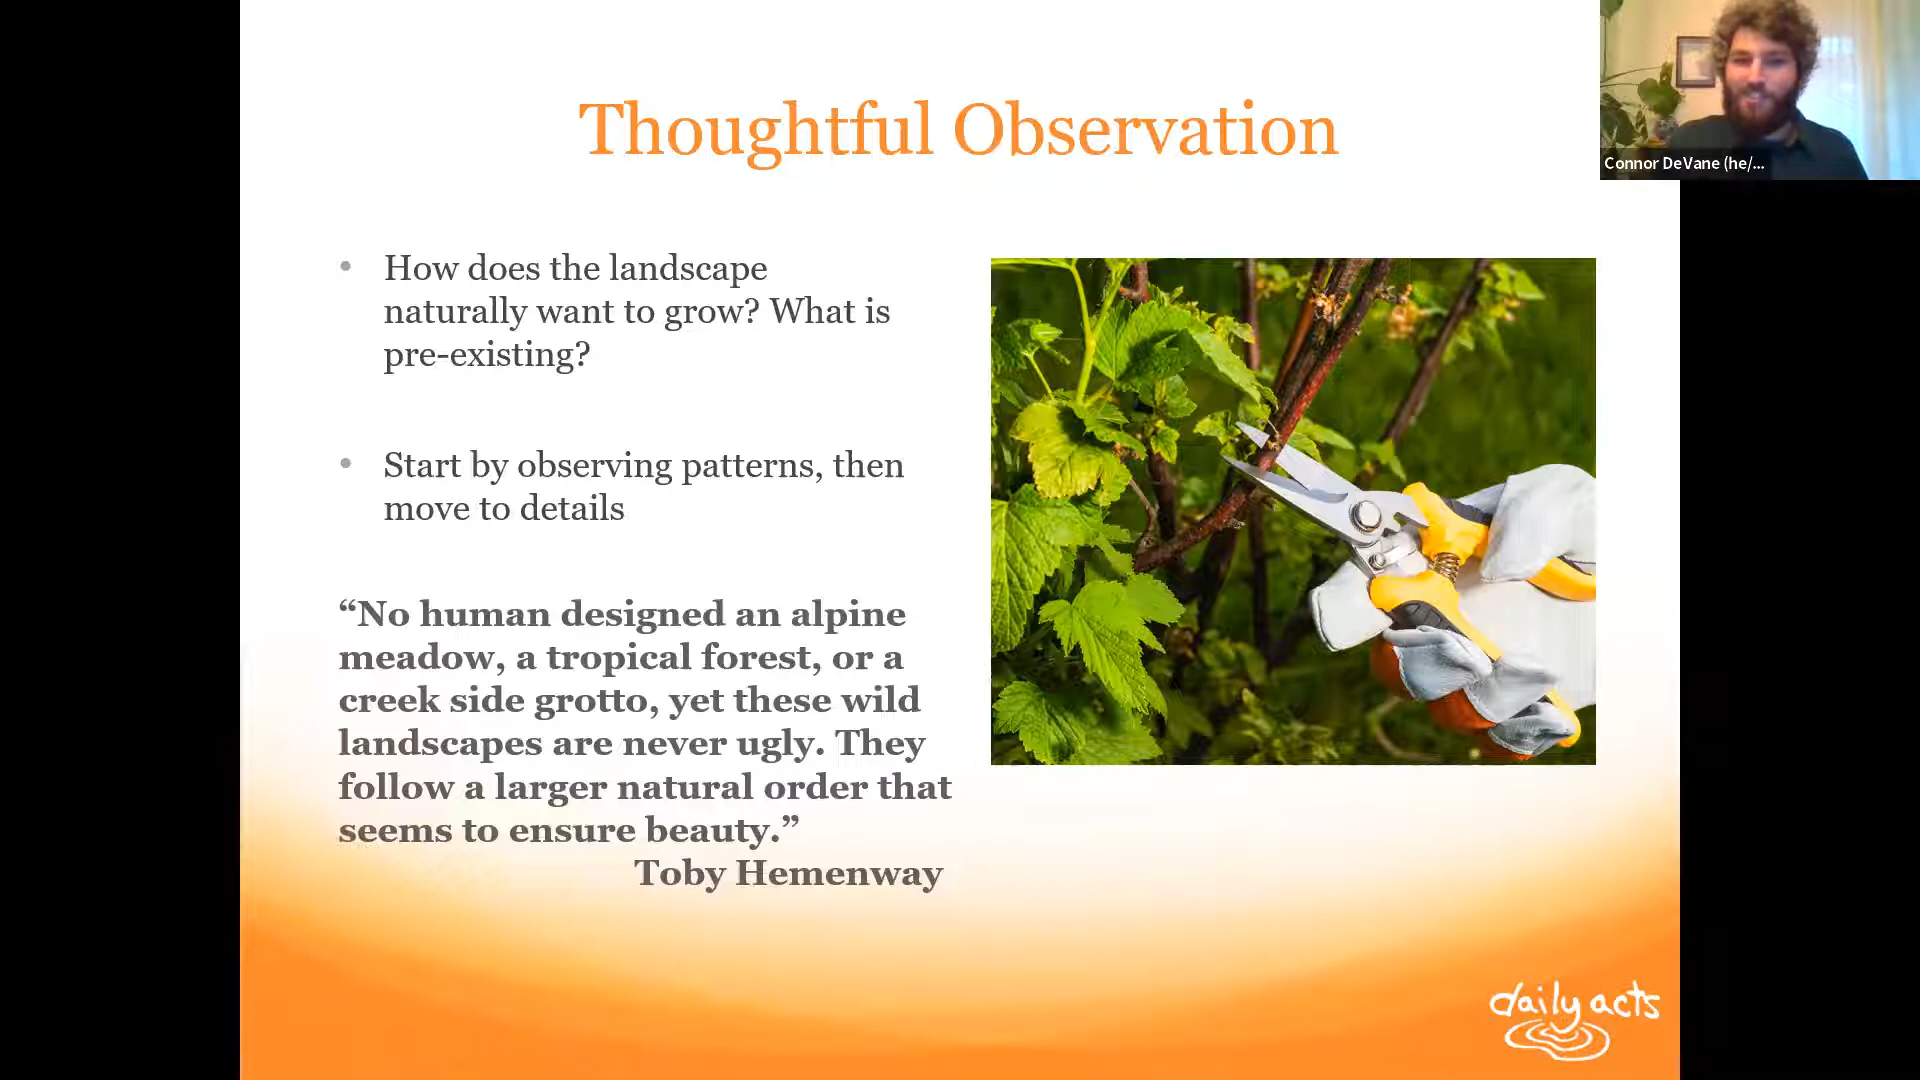 Thoughtful Observation
Connor DeVane (he/...
• How does the landscape
naturally want to grow? What is
pre-existing?
• Start by observing patterns, then
move to details
“No human designed an alpine
meadow, a tropical forest, or a
creek side grotto, yet these wild
landscapes are never ugly. They
follow a larger natural order that
seems to ensure beauty.”
Toby Hemenway
daily acts